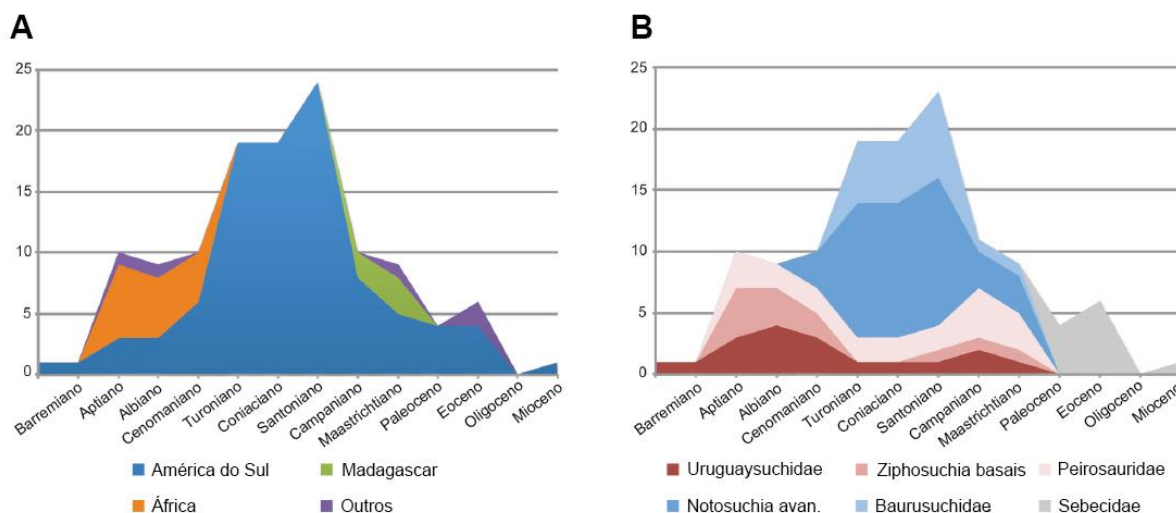 A
25
20
15
10
5
0
Barremiano
Aptiano
Albiano
Cenomaniano
Turoniano
Coniaciano
Santoniano
Campaniano
Maastrichtiano
Paleoceno
Eoceno
Oligoceno
Mioceno
América do Sul
Madagascar
África
Outros
B
25
20
15
10
5
0
Barremiano
Aptiano
Albiano
Cenomaniano
Turoniano
Coniaciano
Santoniano
Campaniano
Maastrichtiano
Paleoceno
Eoceno
Oligoceno
Mioceno
Uruguaysuchidae
Ziphosuchia basais
Peirosauridae
Notosuchia avan.
Baurusuchidae
Sebecidae